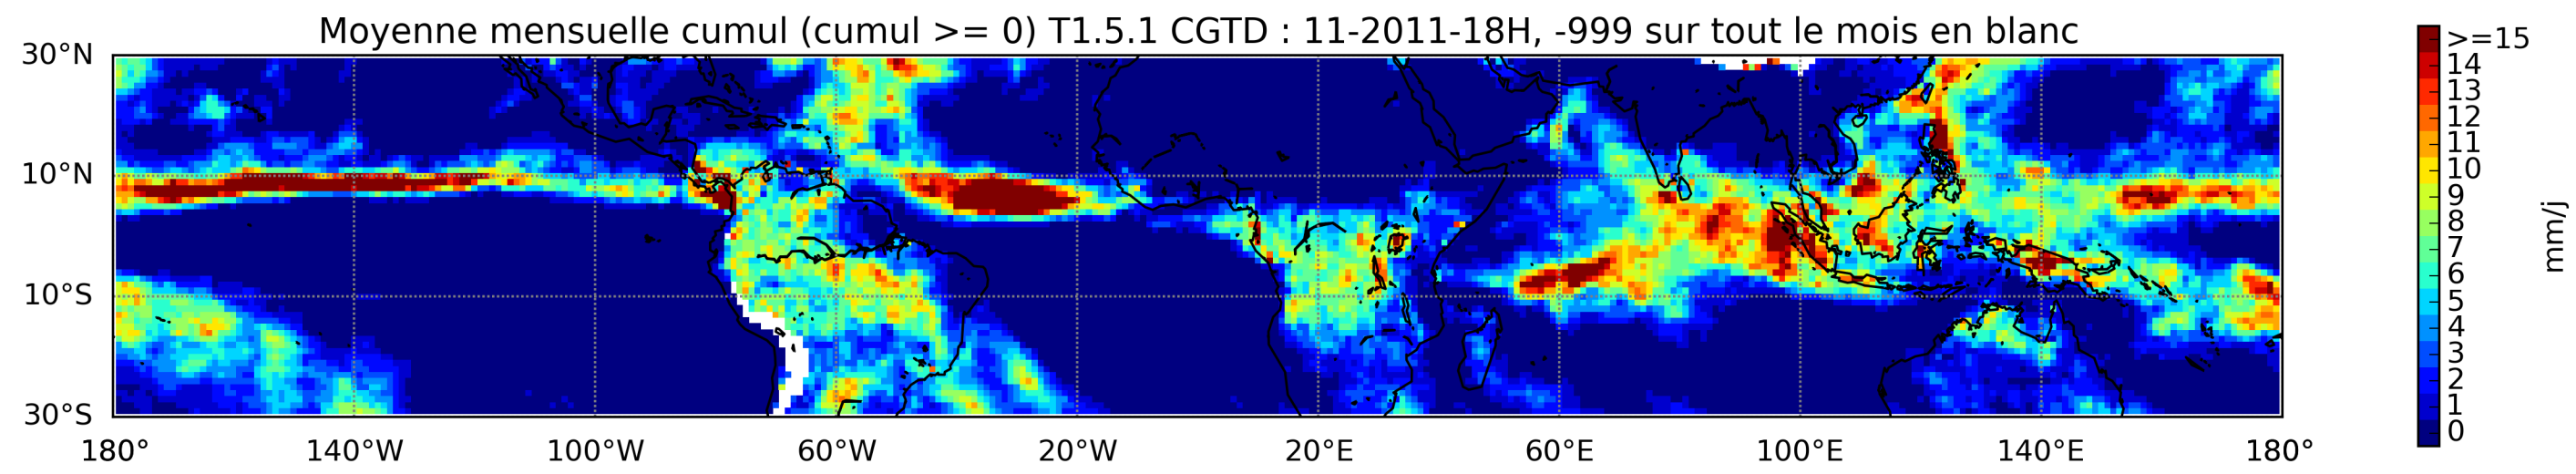 Moyenne mensuelle cumul (cumul >= 0) T1.5.1 CGTD : 11-2011-18H, -999 sur tout le mois en blanc
30°N
10°N
10°S
30°S
180°
140°W
100°W
60°W
20°W
20°E
60°E
100°E
140°E
180°
>=15
14
13
12
11
10
9
8
7
6
5
4
3
2
1
0
mm/j